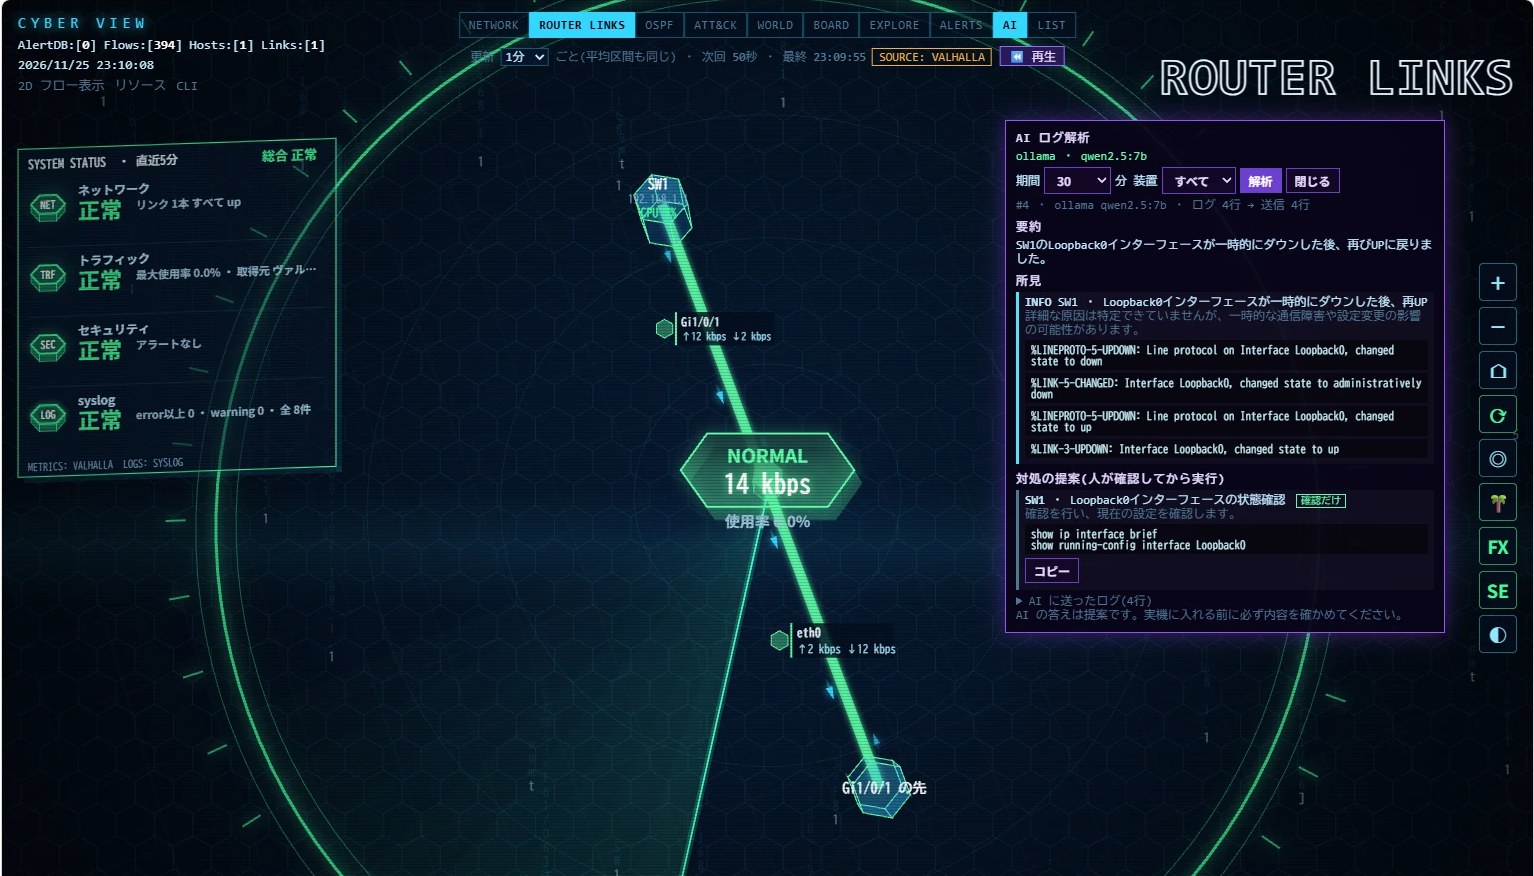 CYBER VIEW
AlertDB:[0] Flows:[394] Hosts:[1] Links:[1]
2026/11/25 23:10:08
2D フロー表示 リソース CLI
NETWORK ROUTER LINKS OSPF ATT&CK WORLD BOARD EXPLORE ALERTS AI LIST
更新 1分 ごと(平均区間も同じ) ・ 次回 50秒 ・ 最終 23:09:55 SOURCE: VALHALLA ⏪ 再生
ROUTER LINKS
SYSTEM STATUS ・ 直近5分 総合 正常
NET ネットワーク
正常 リンク 1本 すべて up
TRF トラフィック
正常 最大使用率 0.0% ・ 取得元 ヴァル…
SEC セキュリティ
正常 アラートなし
LOG syslog
正常 error以上 0 ・ warning 0 ・ 全 8件
METRICS: VALHALLA LOGS: SYSLOG
SW1
Gi1/0/1
↑12 kbps ↓2 kbps
NORMAL
14 kbps
使用率 0.0%
eth0
↑2 kbps ↓12 kbps
Gi1/0/1 の先
AI ログ解析
ollama ・ qwen2.5:7b
期間 30 分 装置 すべて 解析 閉じる
#4 ・ ollama qwen2.5:7b ・ ログ 4行 → 送信 4行
要約
SW1のLoopback0インターフェースが一時的にダウンした後、再びUPに戻りま
した。
所見
INFO SW1 ・ Loopback0インターフェースが一時的にダウンした後、再UP
詳細な原因は特定できていませんが、一時的な通信障害や設定変更の影響
の可能性があります。
%LINEPROTO-5-UPDOWN: Line protocol on Interface Loopback0, changed
state to down
%LINK-5-CHANGED: Interface Loopback0, changed state to administratively
down
%LINEPROTO-5-UPDOWN: Line protocol on Interface Loopback0, changed
state to up
%LINK-3-UPDOWN: Interface Loopback0, changed state to up
対処の提案(人が確認してから実行)
SW1 ・ Loopback0インターフェースの状態確認 確認だけ
確認を行い、現在の設定を確認します。
show ip interface brief
show running-config interface Loopback0
コピー
▶ AI に送ったログ(4行)
AI の答えは提案です。実機に入れる前に必ず内容を確かめてください。
FX
SE